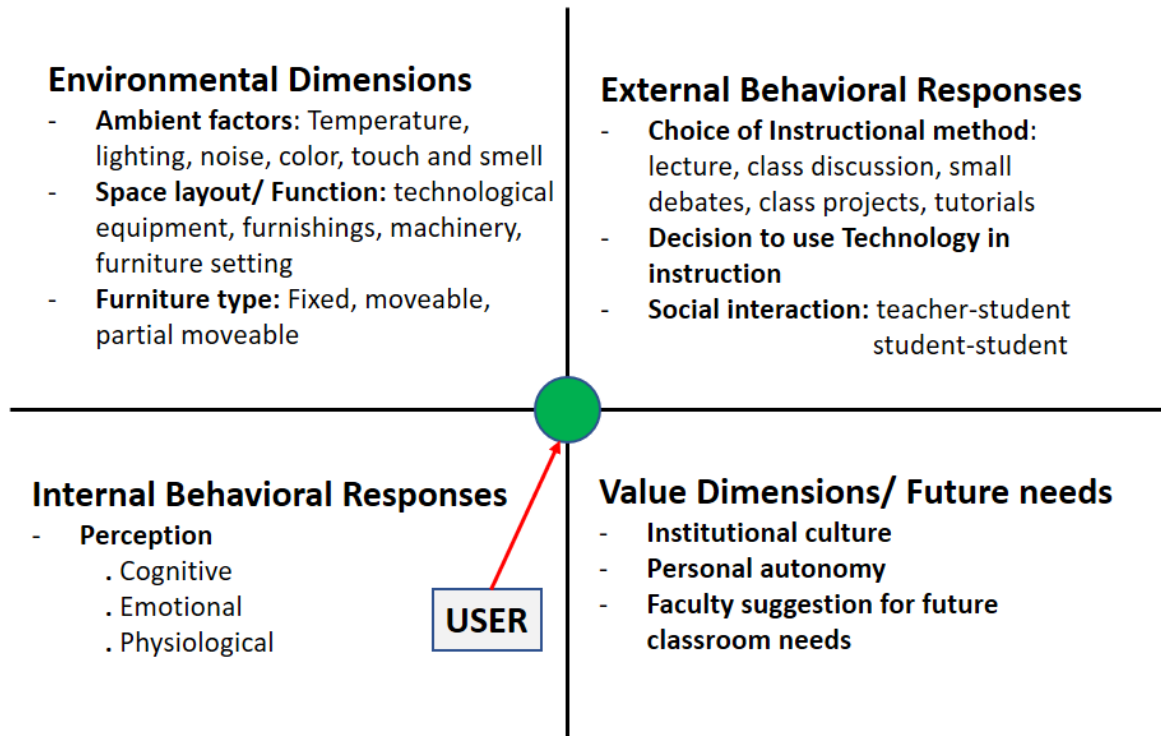 Environmental Dimensions
- Ambient factors: Temperature,
lighting, noise, color, touch and smell
- Space layout/ Function: technological
equipment, furnishings, machinery,
furniture setting
- Furniture type: Fixed, moveable,
partial moveable
External Behavioral Responses
- Choice of Instructional method:
lecture, class discussion, small
debates, class projects, tutorials
- Decision to use Technology in
instruction
- Social interaction: teacher-student
student-student
Internal Behavioral Responses
- Perception
. Cognitive
. Emotional
. Physiological
USER
Value Dimensions/ Future needs
- Institutional culture
- Personal autonomy
- Faculty suggestion for future
classroom needs